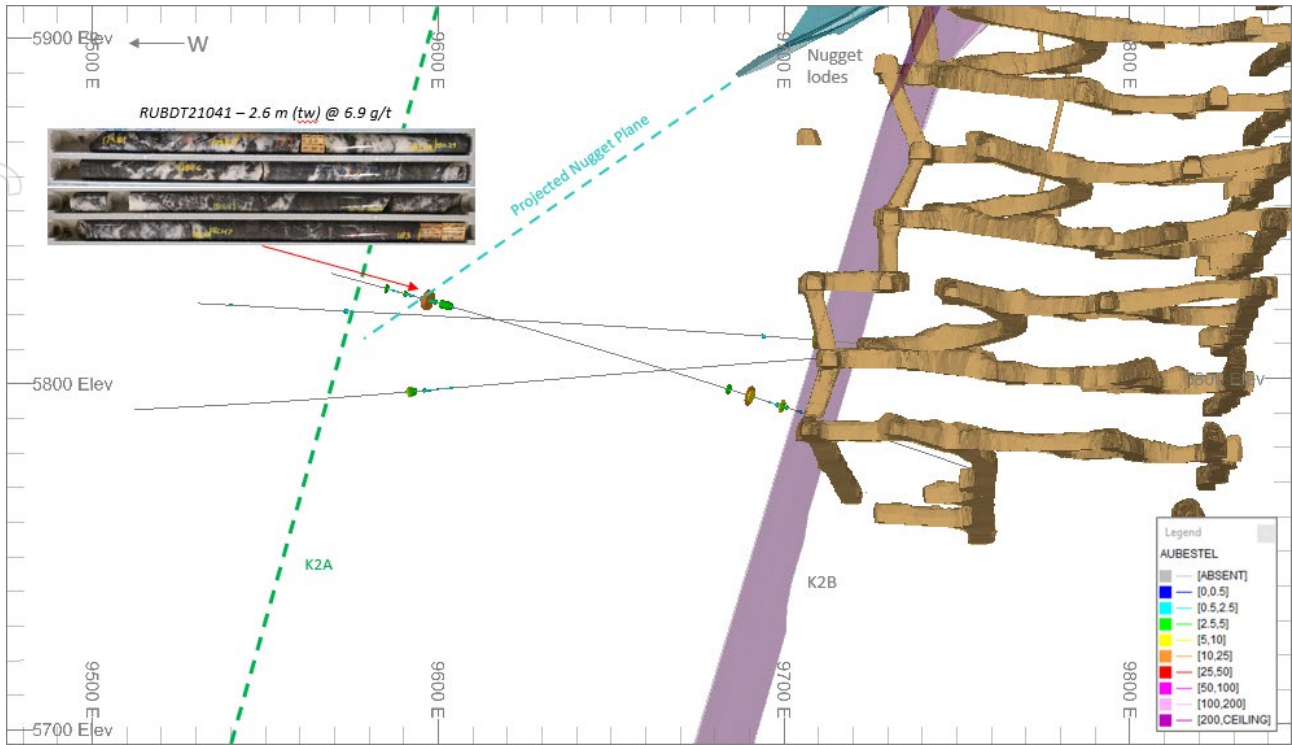 5900 Elev
W
9500 E
9600 E
9700 E
9800 E
Nugget
lodes
RUBDT21041 – 2.6 m (tw) @ 6.9 g/t
Projected Nugget Plane
5800 Elev
K2A
K2B
5700 Elev
9500 E
9600 E
9700 E
9800 E
Legend
AUBESTEL
[ABSENT]
[0,0.5]
[0.5,2.5]
[2.5,5]
[5,10]
[10,25]
[25,50]
[50,100]
[100,200]
[200,CEILING]